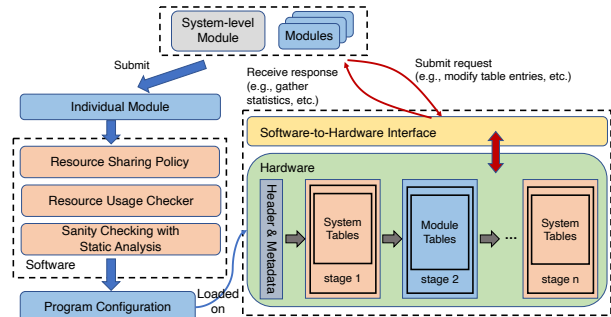 System-level
Module
Modules
Submit
Receive response
(e.g., gather
statistics, etc.)
Submit request
(e.g., modify table entries, etc.)
Individual Module
Software-to-Hardware Interface
Resource Sharing Policy
Resource Usage Checker
Sanity Checking with
Static Analysis
Software
Program Configuration
Loaded
on
Hardware
Header & Metadata
System
Tables
stage 1
Module
Tables
stage 2
...
System
Tables
stage n